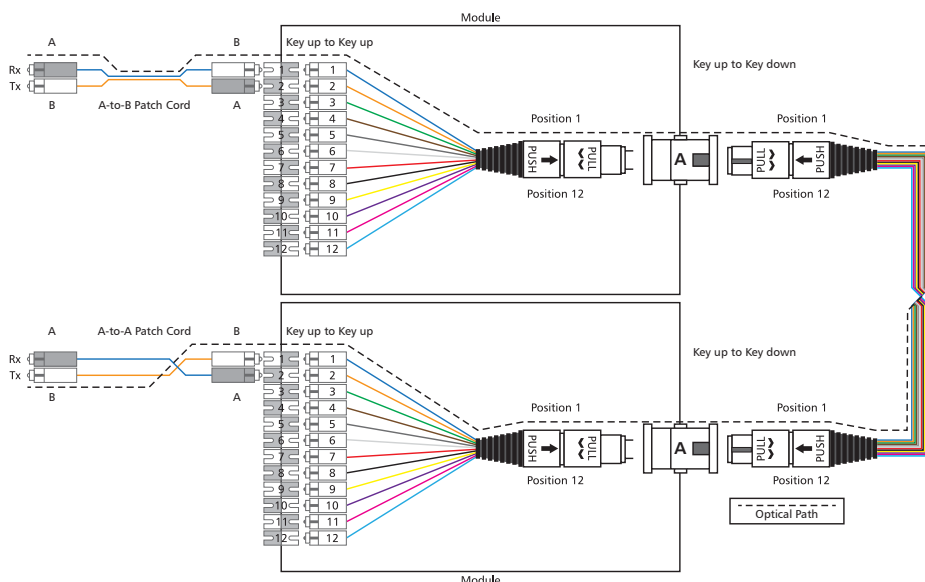 Module
A
B
Key up to Key up
Key up to Key down
Rx
Tx
B
A-to-B Patch Cord
A
1 1
2 2
3 3
4 4
5 5
6 6
7 7
8 8
9 9
10 10
11 11
12 12
Position 1
Position 1
PUSH
PULL
A
PULL
PUSH
Position 12
Position 12
A
A-to-A Patch Cord
B
Key up to Key up
Key up to Key down
Rx
Tx
B
A
1 1
2 2
3 3
4 4
5 5
6 6
7 7
8 8
9 9
10 10
11 11
12 12
Position 1
Position 1
PUSH
PULL
A
PULL
PUSH
Position 12
Position 12
Optical Path
Module